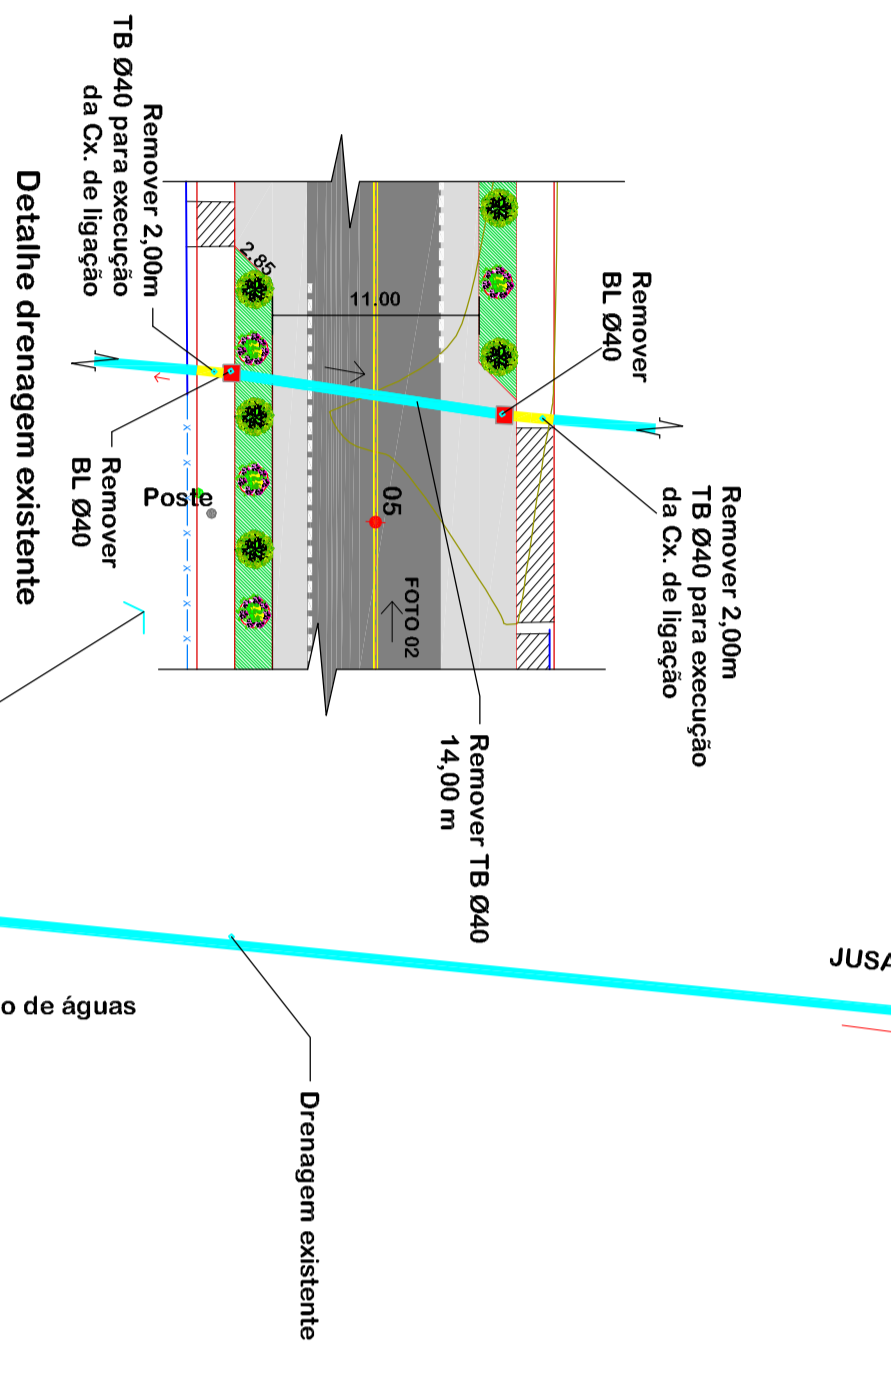 Remover 2,00m
TB Ø40 para execução
da Cx. de ligação
Detalhe drenagem existente
2.85
11.00
Remover
BL Ø40
Remover
BL Ø40
Poste
05
FOTO 02
Remover 2,00m
TB Ø40 para execução
da Cx. de ligação
Remover TB Ø40
14,00 m
JUSA
o de águas
Drenagem existente
x
x
x
x
x
x